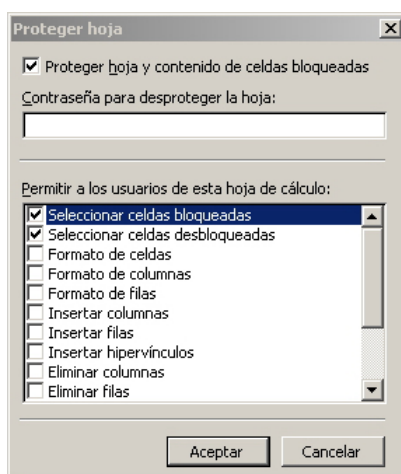 Proteger hoja
Proteger hoja y contenido de celdas bloqueadas
Contraseña para desproteger la hoja:
Permitir a los usuarios de esta hoja de cálculo:
Seleccionar celdas bloqueadas
Seleccionar celdas desbloqueadas
Formato de celdas
Formato de columnas
Formato de filas
Insertar columnas
Insertar filas
Insertar hipervínculos
Eliminar columnas
Eliminar filas
Aceptar Cancelar